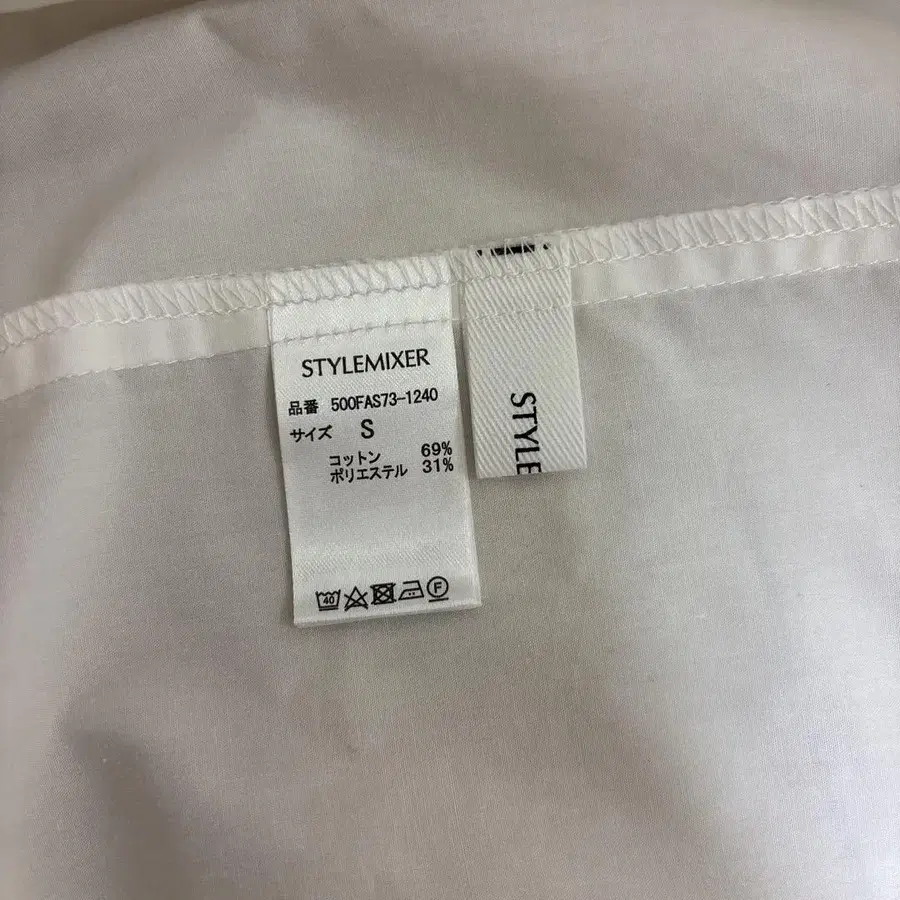 STYLEMIXER
品番 500FAS73-1240
サイズ S
コットン 69%
ポリエステル 31%
40
F
STYLE